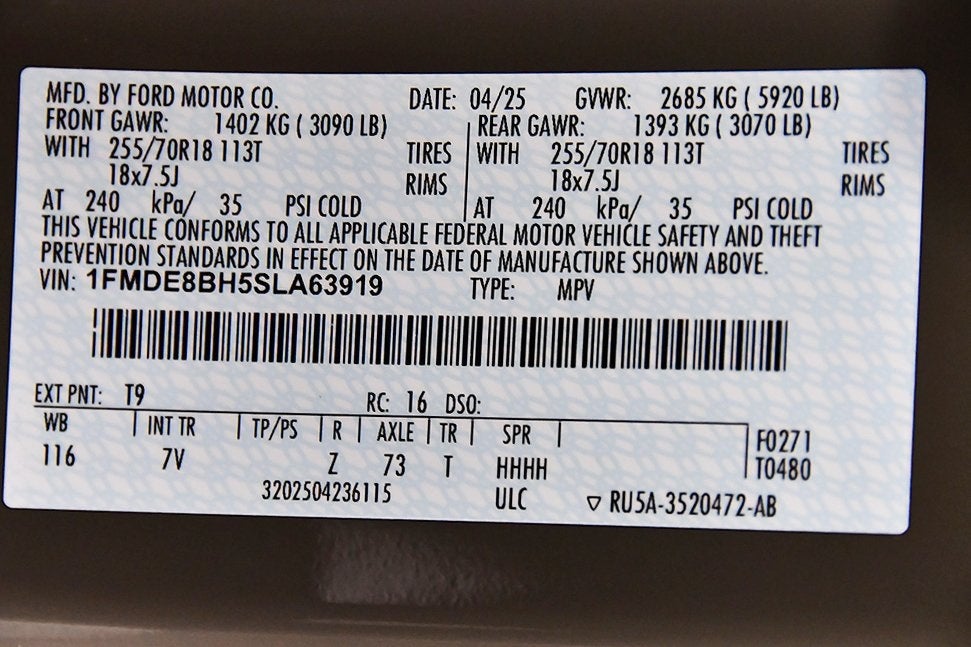 MFD. BY FORD MOTOR CO. DATE: 04/25 GVWR: 2685 KG ( 5920 LB)
FRONT GAWR: 1402 KG ( 3090 LB) REAR GAWR: 1393 KG ( 3070 LB)
WITH 255/70R18 113T TIRES WITH 255/70R18 113T TIRES
18x7.5J RIMS 18x7.5J RIMS
AT 240 kPa/ 35 PSI COLD AT 240 kPa/ 35 PSI COLD
THIS VEHICLE CONFORMS TO ALL APPLICABLE FEDERAL MOTOR VEHICLE SAFETY AND THEFT
PREVENTION STANDARDS IN EFFECT ON THE DATE OF MANUFACTURE SHOWN ABOVE.
VIN: 1FMDE8BH5SLA63919 TYPE: MPV
EXT PNT: T9 RC: 16 DSO:
WB INT TR TP/PS R AXLE TR SPR F0271
116 7V Z 73 T HHHH T0480
3202504236115 ULC ▽ RU5A-3520472-AB